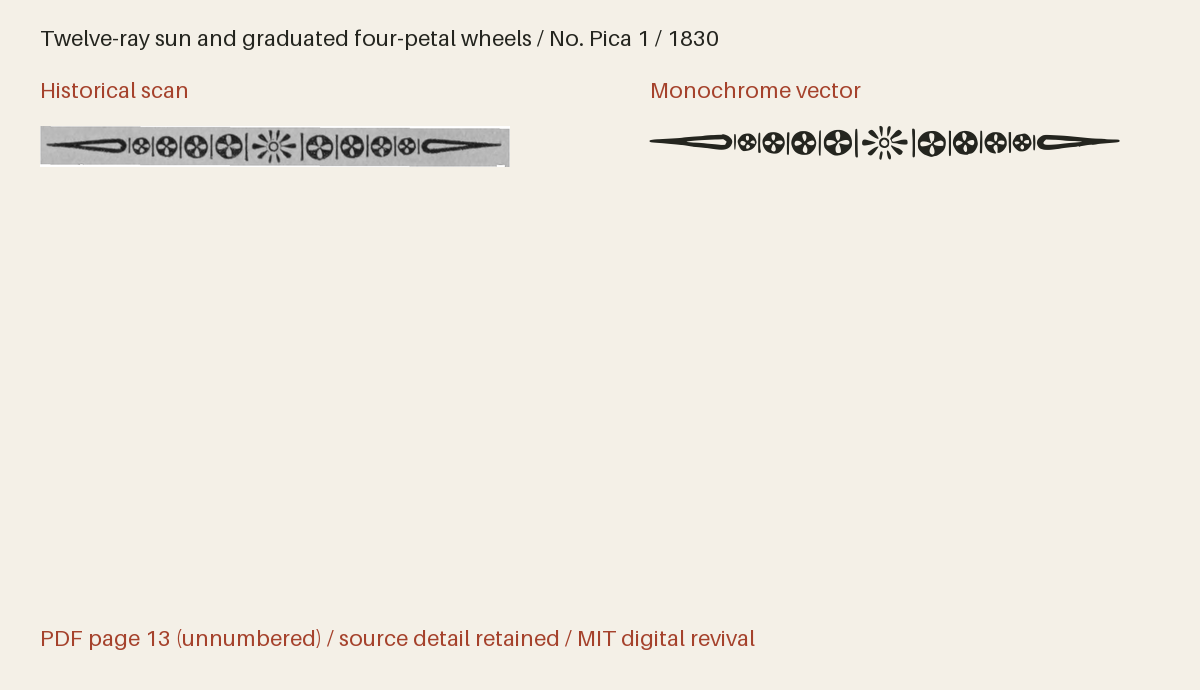 Twelve-ray sun and graduated four-petal wheels / No. Pica 1 / 1830
Historical scan
Monochrome vector
PDF page 13 (unnumbered) / source detail retained / MIT digital revival